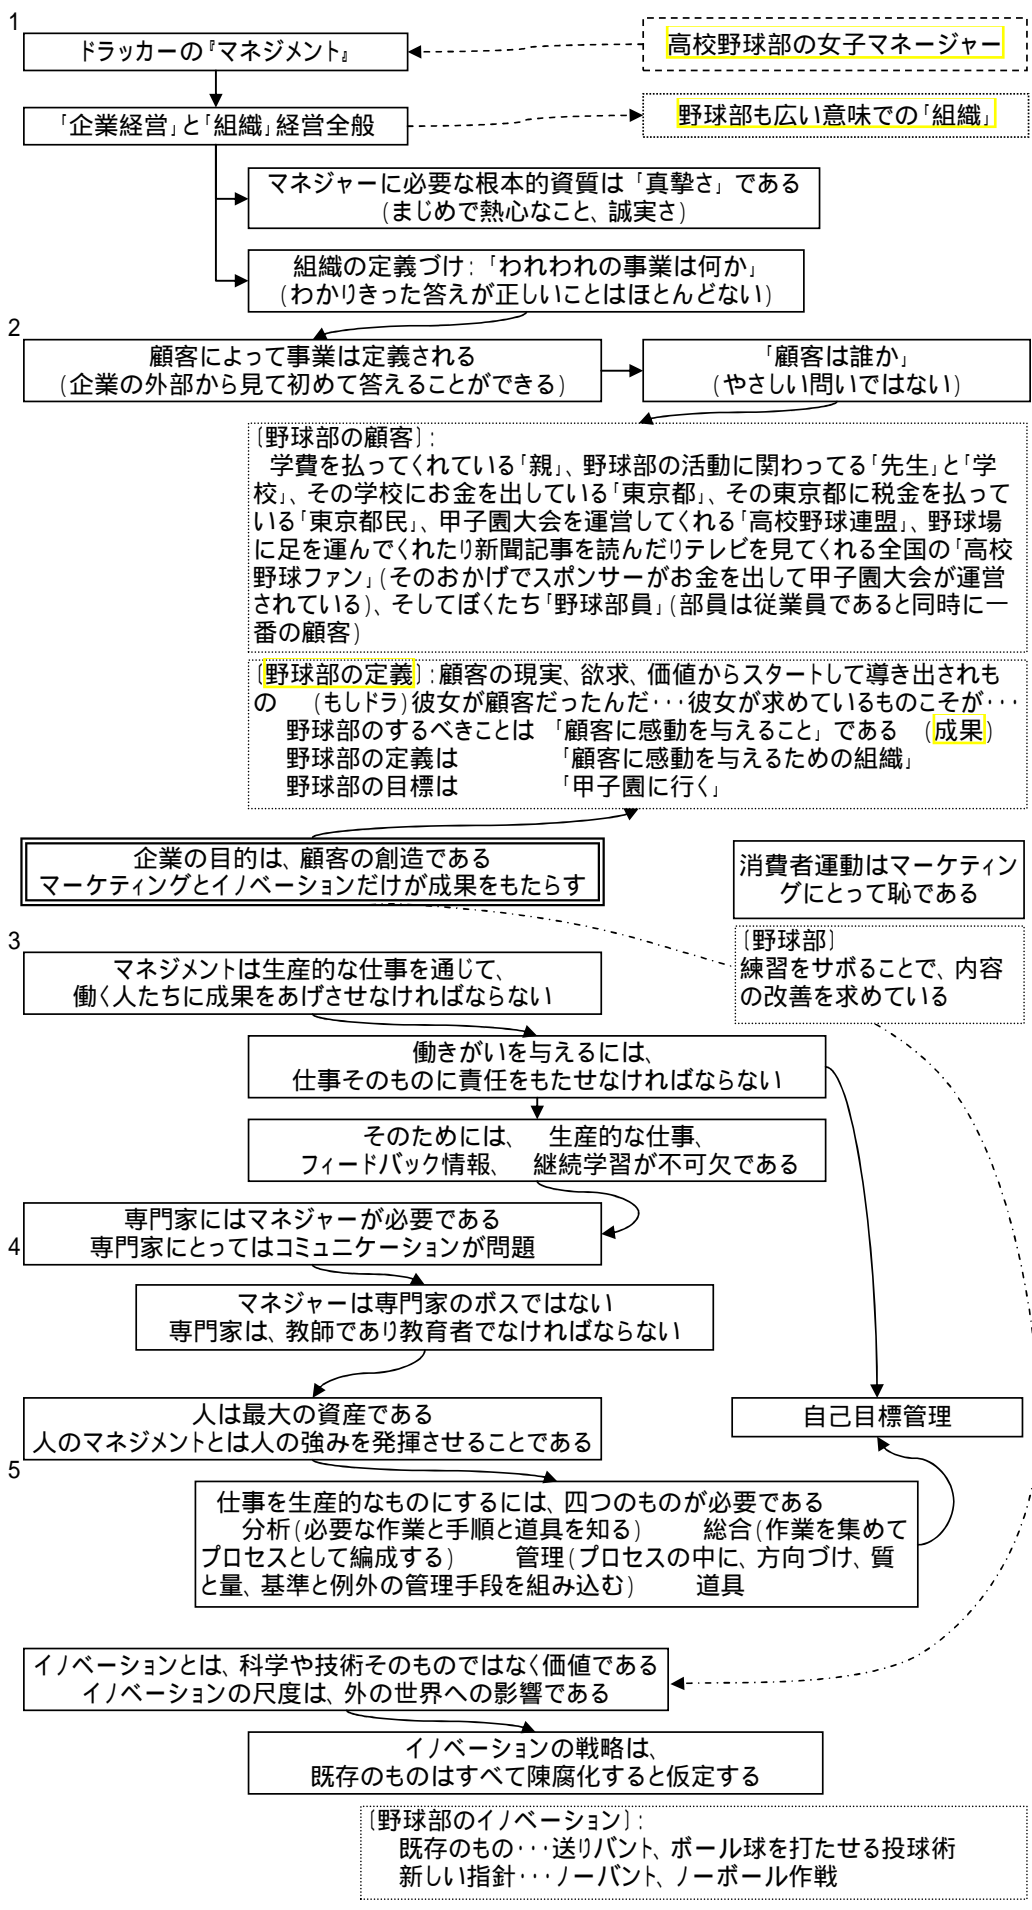 1
ドラッカーの『マネジメント』
高校野球部の女子マネージャー
「企業経営」と「組織」経営全般
野球部も広い意味での「組織」
マネジャーに必要な根本的資質は「真摯さ」である
(まじめで熱心なこと、誠実さ)
組織の定義づけ:「われわれの事業は何か」
(わかりきった答えが正しいことはほとんどない)
2
顧客によって事業は定義される
(企業の外部から見て初めて答えることができる)
「顧客は誰か」
(やさしい問いではない)
〔野球部の顧客〕:
学費を払ってくれている「親」、野球部の活動に関わってる「先生」と「学
校」、その学校にお金を出している「東京都」、その東京都に税金を払って
いる「東京都民」、甲子園大会を運営してくれる「高校野球連盟」、野球場
に足を運んでくれたり新聞記事を読んだりテレビを見てくれる全国の「高校
野球ファン」(そのおかげでスポンサーがお金を出して甲子園大会が運営
されている)、そしてぼくたち「野球部員」(部員は従業員であると同時に一
番の顧客)
〔野球部の定義〕:顧客の現実、欲求、価値からスタートして導き出されも
の (もしドラ)彼女が顧客だったんだ・・・彼女が求めているものこそが・・・
野球部のするべきことは 「顧客に感動を与えること」である (成果)
野球部の定義は 「顧客に感動を与えるための組織」
野球部の目標は 「甲子園に行く」
企業の目的は、顧客の創造である
マーケティングとイノベーションだけが成果をもたらす
消費者運動はマーケティン
グにとって恥である
〔野球部〕
練習をサボることで、内容
の改善を求めている
3
マネジメントは生産的な仕事を通じて、
働く人たちに成果をあげさせなければならない
働きがいを与えるには、
仕事そのものに責任をもたせなければならない
そのためには、 生産的な仕事、
フィードバック情報、 継続学習が不可欠である
専門家にはマネジャーが必要である
専門家にとってはコミュニケーションが問題
4
マネジャーは専門家のボスではない
専門家は、教師であり教育者でなければならない
人は最大の資産である
人のマネジメントとは人の強みを発揮させることである
自己目標管理
5
仕事を生産的なものにするには、四つのものが必要である
分析(必要な作業と手順と道具を知る) 総合(作業を集めて
プロセスとして編成する) 管理(プロセスの中に、方向づけ、質
と量、基準と例外の管理手段を組み込む) 道具
イノベーションとは、科学や技術そのものではなく価値である
イノベーションの尺度は、外の世界への影響である
イノベーションの戦略は、
既存のものはすべて陳腐化すると仮定する
〔野球部のイノベーション〕:
既存のもの・・・送りバント、ボール球を打たせる投球術
新しい指針・・・ノーバント、ノーボール作戦